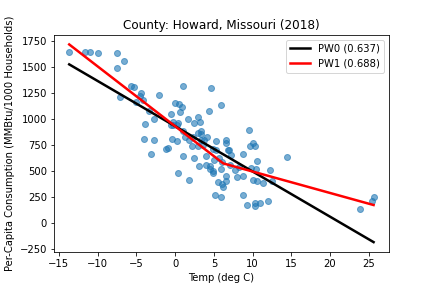 County: Howard, Missouri (2018)
Per-Capita Consumption (MMBtu/1000 Households)
1750
1500
1250
1000
750
500
250
0
−250
PW0 (0.637)
PW1 (0.688)
−15 −10 −5 0 5 10 15 20 25
Temp (deg C)